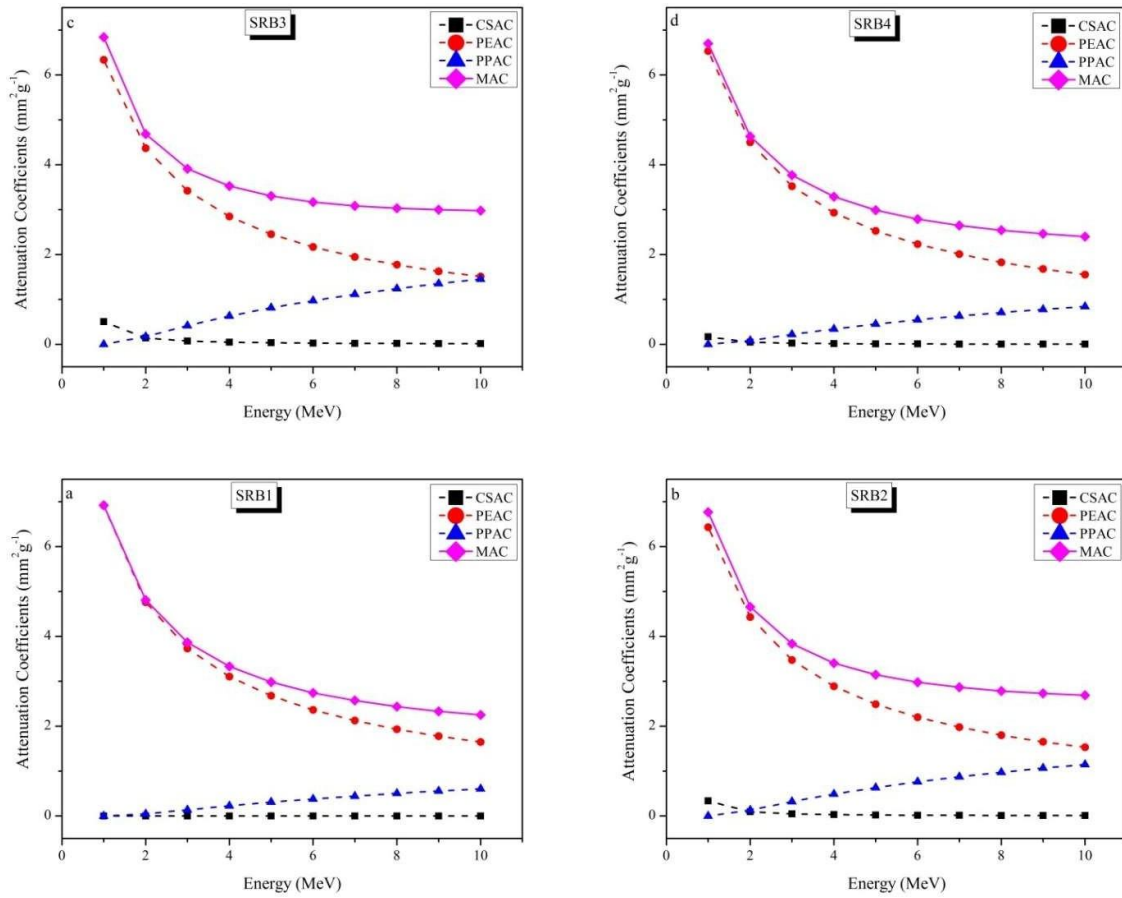 c
SRB3
CSAC
PEAC
PPAC
MAC
6
4
2
0
Attenuation Coefficients (mm²g⁻¹)
0 2 4 6 8 10
Energy (MeV)
d
SRB4
CSAC
PEAC
PPAC
MAC
6
4
2
0
Attenuation Coefficients (mm²g⁻¹)
0 2 4 6 8 10
Energy (MeV)
a
SRB1
CSAC
PEAC
PPAC
MAC
6
4
2
0
Attenuation Coefficients (mm²g⁻¹)
0 2 4 6 8 10
Energy (MeV)
b
SRB2
CSAC
PEAC
PPAC
MAC
6
4
2
0
Attenuation Coefficients (mm²g⁻¹)
0 2 4 6 8 10
Energy (MeV)